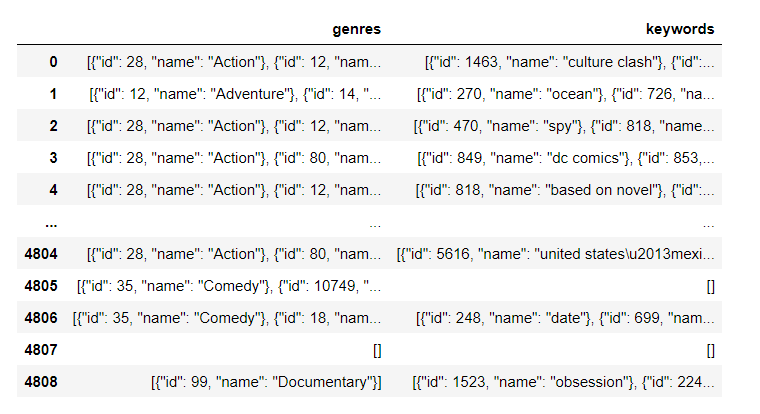 genres keywords
0 [{"id": 28, "name": "Action"}, {"id": 12, "nam... [{"id": 1463, "name": "culture clash"}, {"id":...
1 [{"id": 12, "name": "Adventure"}, {"id": 14, "... [{"id": 270, "name": "ocean"}, {"id": 726, "na...
2 [{"id": 28, "name": "Action"}, {"id": 12, "nam... [{"id": 470, "name": "spy"}, {"id": 818, "name...
3 [{"id": 28, "name": "Action"}, {"id": 80, "nam... [{"id": 849, "name": "dc comics"}, {"id": 853,...
4 [{"id": 28, "name": "Action"}, {"id": 12, "nam... [{"id": 818, "name": "based on novel"}, {"id":...
... ... ...
4804 [{"id": 28, "name": "Action"}, {"id": 80, "nam... [{"id": 5616, "name": "united states\u2013mexi...
4805 [{"id": 35, "name": "Comedy"}, {"id": 10749, "... []
4806 [{"id": 35, "name": "Comedy"}, {"id": 18, "nam... [{"id": 248, "name": "date"}, {"id": 699, "nam...
4807 [] []
4808 [{"id": 99, "name": "Documentary"}] [{"id": 1523, "name": "obsession"}, {"id": 224...